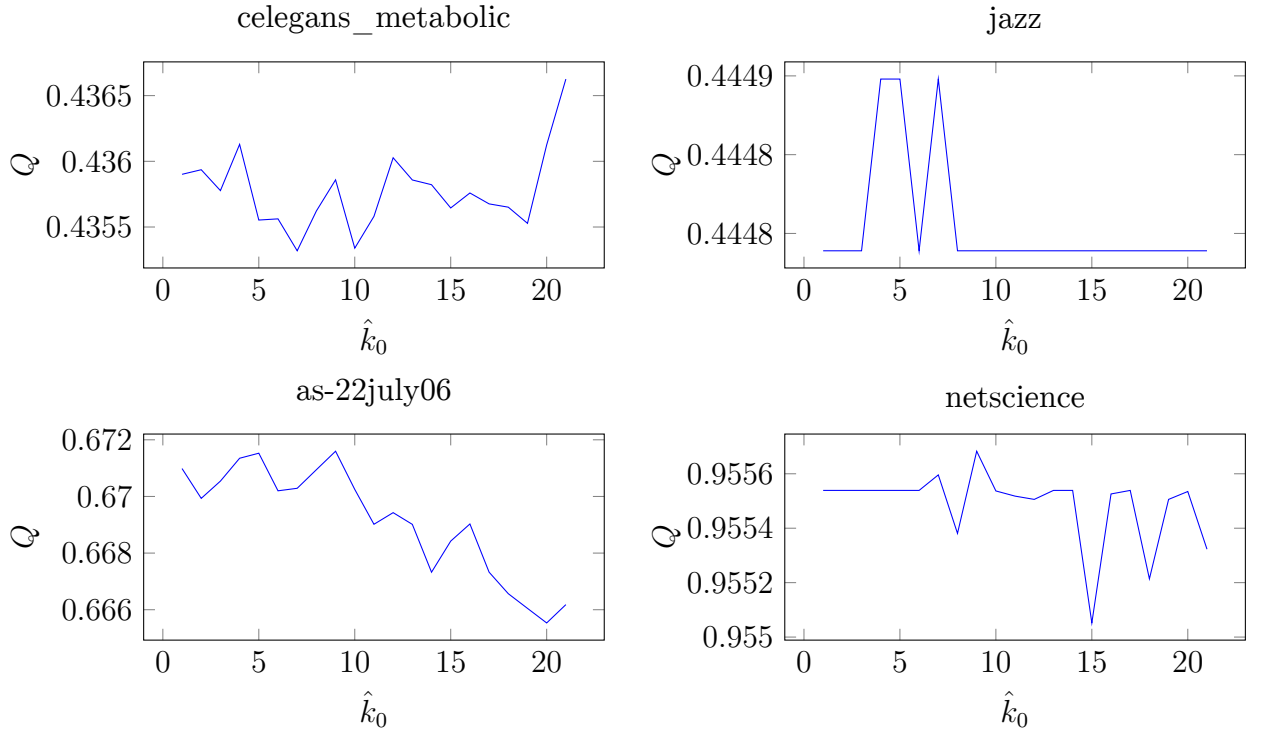 celegans_metabolic
0.4365
0.436
0.4355
Q
0 5 10 15 20
k̂₀
jazz
0.4449
0.4448
0.4448
Q
0 5 10 15 20
k̂₀
as-22july06
0.672
0.67
0.668
0.666
Q
0 5 10 15 20
k̂₀
netscience
0.9556
0.9554
0.9552
0.955
Q
0 5 10 15 20
k̂₀